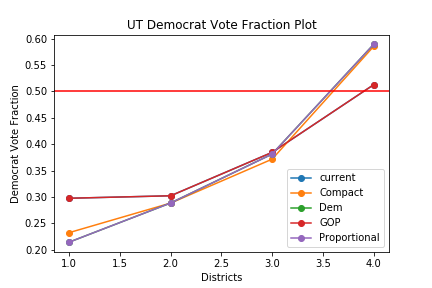 UT Democrat Vote Fraction Plot
0.60
0.55
0.50
0.45
0.40
0.35
0.30
0.25
0.20
Democrat Vote Fraction
current
Compact
Dem
GOP
Proportional
1.0 1.5 2.0 2.5 3.0 3.5 4.0
Districts